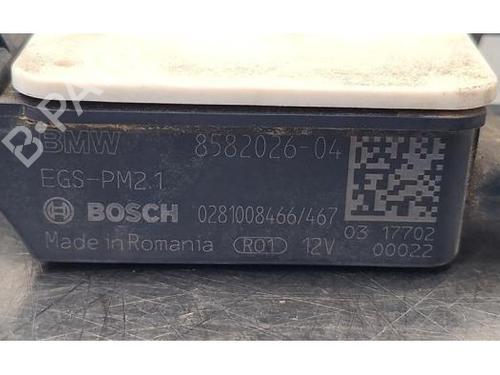 B-PA
BMW 8582026-04
EGS-PM2.1
BOSCH 0281008466/467
Made in Romania R01 12V
03 17702
00022